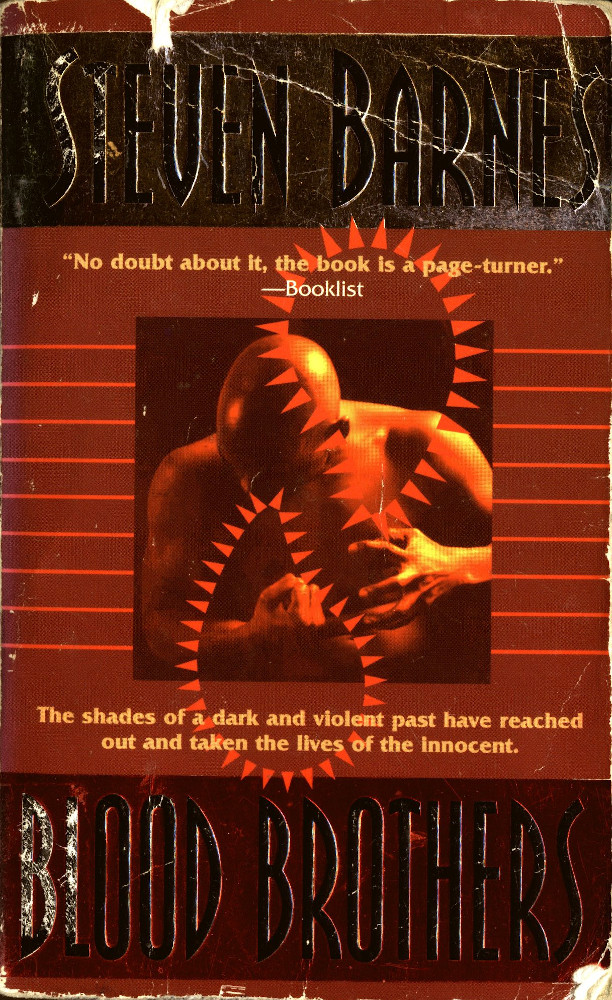 STEVEN BARNES
“No doubt about it, the book is a page-turner.”
—Booklist
The shades of a dark and violent past have reached
out and taken the lives of the innocent.
BLOOD BROTHERS